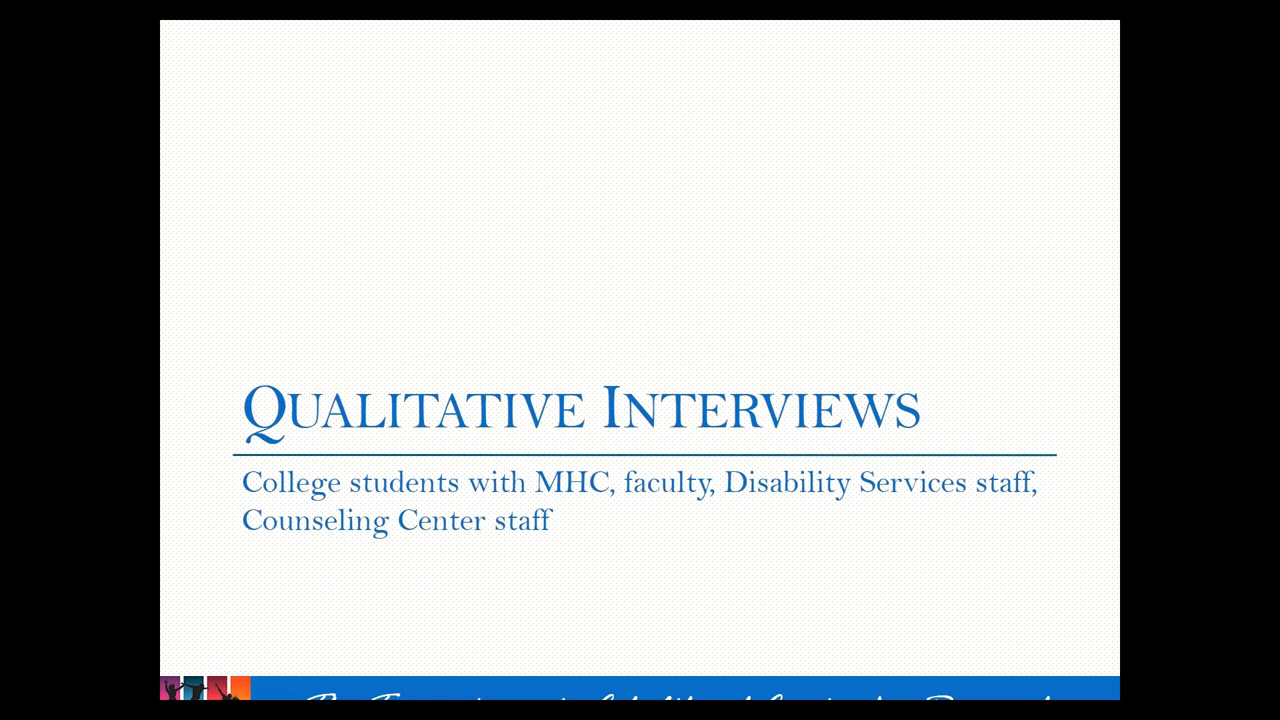 QUALITATIVE INTERVIEWS
College students with MHC, faculty, Disability Services staff,
Counseling Center staff